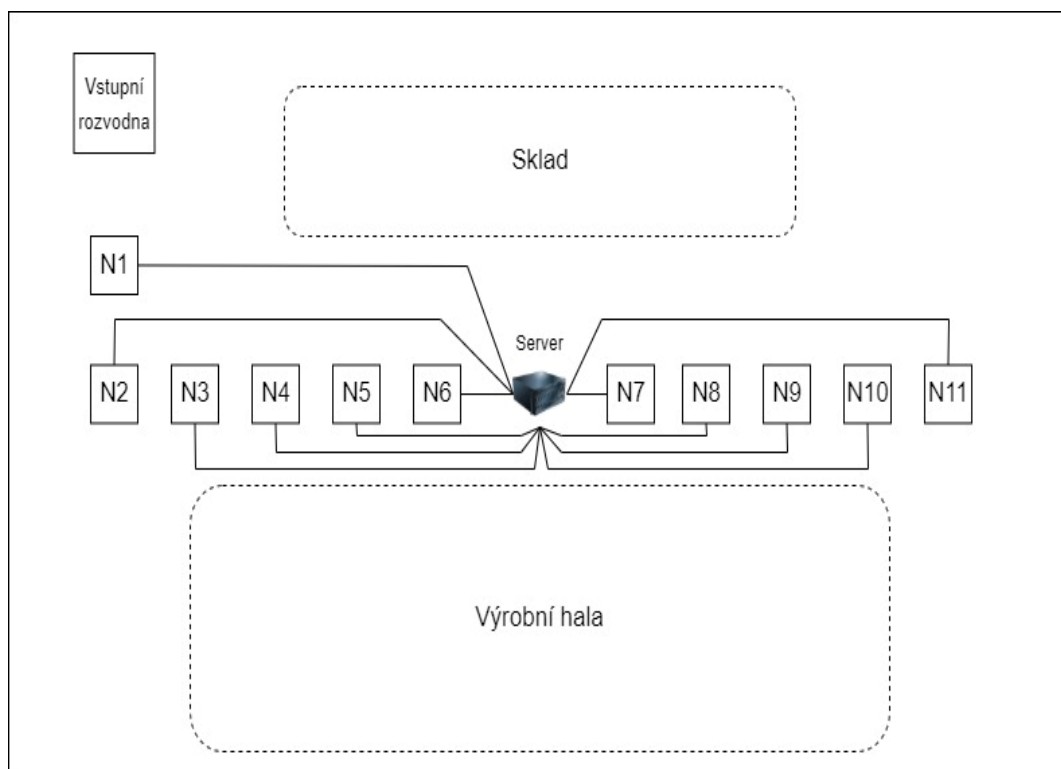 Vstupní
rozvodna
Sklad
N1
Server
N2 N3 N4 N5 N6 N7 N8 N9 N10 N11
Výrobní hala